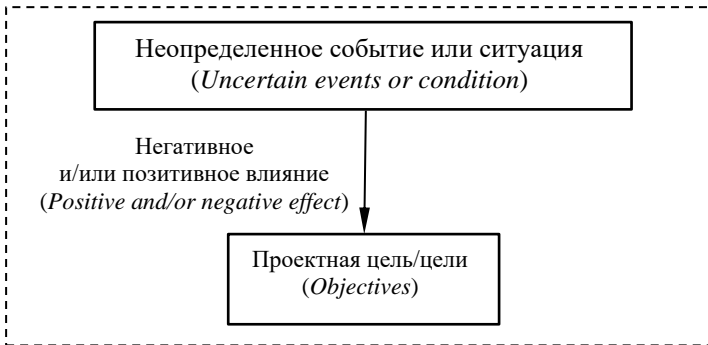 Неопределенное событие или ситуация
(Uncertain events or condition)
Негативное
и/или позитивное влияние
(Positive and/or negative effect)
Проектная цель/цели
(Objectives)